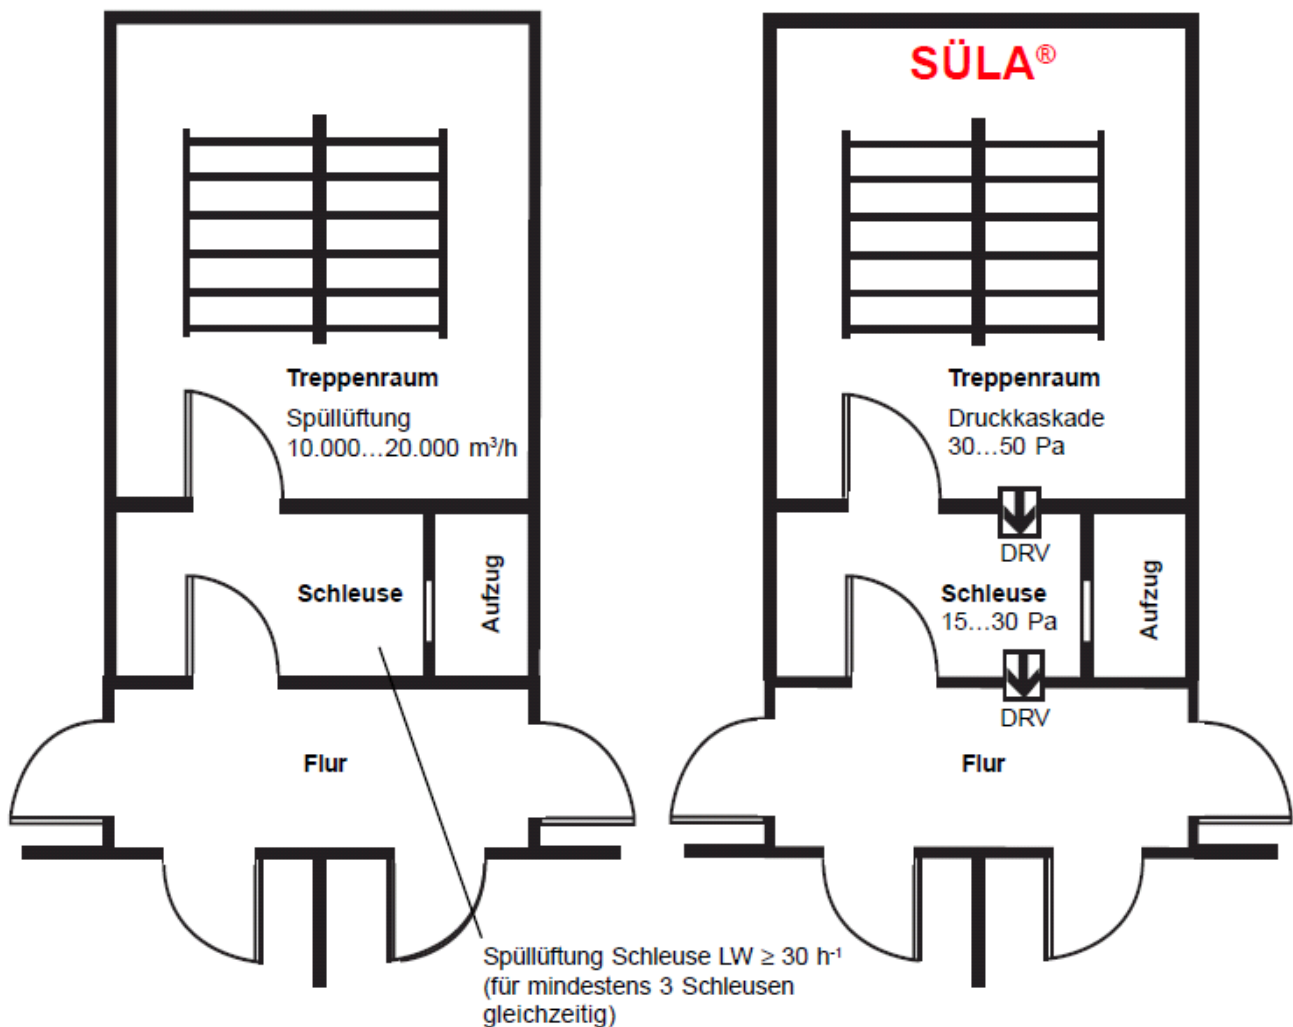 Treppenraum
Spüllüftung
10.000...20.000 m³/h
Schleuse
Aufzug
Flur
Spüllüftung Schleuse LW ≥ 30 h⁻¹
(für mindestens 3 Schleusen
gleichzeitig)
SÜLA®
Treppenraum
Druckkaskade
30...50 Pa
DRV
Schleuse
15...30 Pa
Aufzug
DRV
Flur